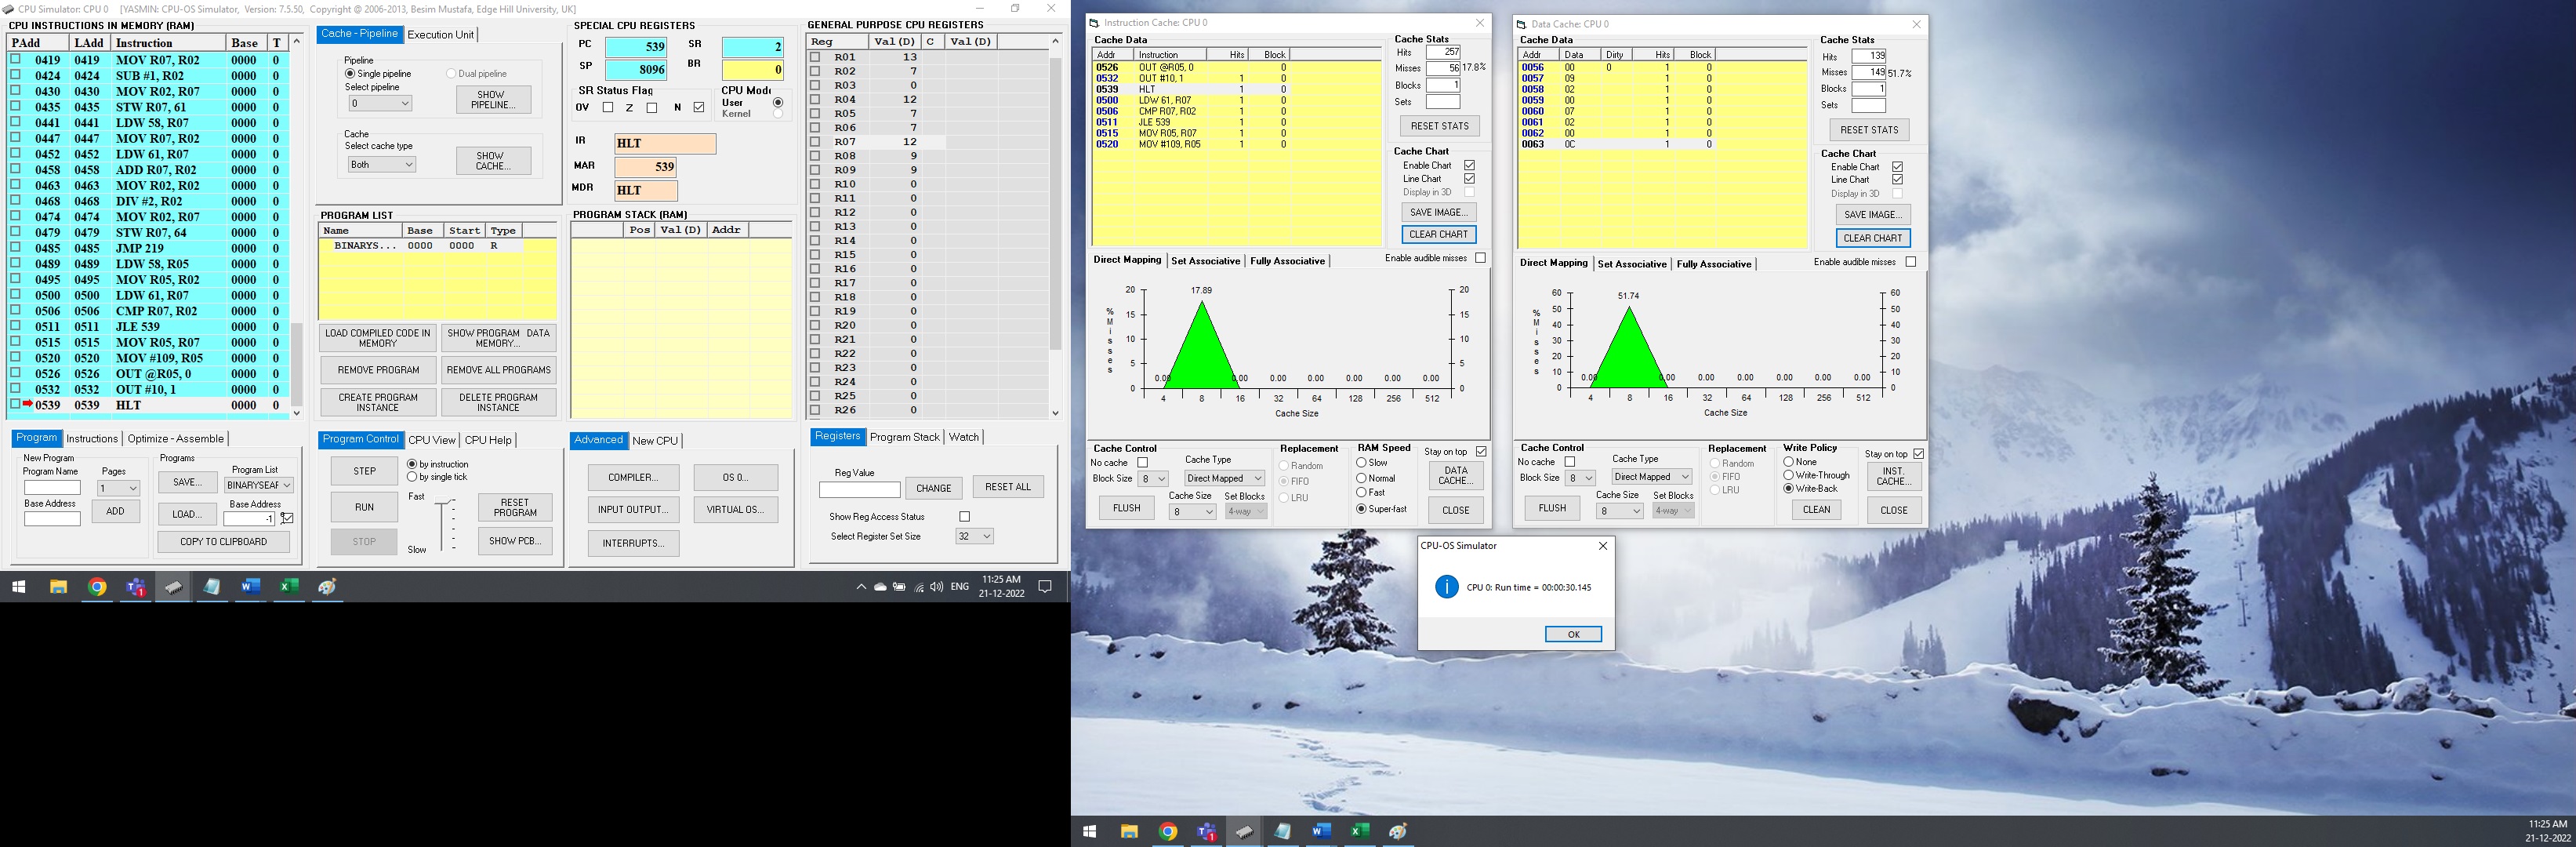 CPU Simulator: CPU 0 [YASMIN: CPU-OS Simulator, Version: 7.5.50, Copyright @ 2006-2013, Besim Mustafa, Edge Hill University, UK]
CPU INSTRUCTIONS IN MEMORY (RAM)
PAdd LAdd Instruction Base T
0419 0419 MOV R07, R02 0000 0
0424 0424 SUB #1, R02 0000 0
0430 0430 MOV R02, R07 0000 0
0435 0435 STW R07, 61 0000 0
0441 0441 LDW 58, R07 0000 0
0447 0447 MOV R07, R02 0000 0
0452 0452 LDW 61, R07 0000 0
0458 0458 ADD R07, R02 0000 0
0463 0463 MOV R02, R02 0000 0
0468 0468 DIV #2, R02 0000 0
0474 0474 MOV R02, R07 0000 0
0479 0479 STW R07, 64 0000 0
0485 0485 JMP 219 0000 0
0489 0489 LDW 58, R05 0000 0
0495 0495 MOV R05, R02 0000 0
0500 0500 LDW 61, R07 0000 0
0506 0506 CMP R07, R02 0000 0
0511 0511 JLE 539 0000 0
0515 0515 MOV R05, R07 0000 0
0520 0520 MOV #109, R05 0000 0
0526 0526 OUT @R05, 0 0000 0
0532 0532 OUT #10, 1 0000 0
0539 0539 HLT 0000 0
Program Instructions Optimize - Assemble
New Program
Program Name Pages
1
Base Address
ADD
Programs
SAVE... Program List
BINARYSEAF
LOAD... Base Address
-1
COPY TO CLIPBOARD
Cache - Pipeline Execution Unit
Pipeline
Single pipeline Dual pipeline
Select pipeline
0 SHOW PIPELINE...
Cache
Select cache type
Both SHOW CACHE...
PROGRAM LIST
Name Base Start Type
BINARYS... 0000 0000 R
LOAD COMPILED CODE IN MEMORY
SHOW PROGRAM DATA MEMORY...
REMOVE PROGRAM REMOVE ALL PROGRAMS
CREATE PROGRAM INSTANCE
DELETE PROGRAM INSTANCE
Program Control CPU View CPU Help
STEP by instruction
by single tick
RUN Fast RESET PROGRAM
STOP Slow SHOW PCB...
SPECIAL CPU REGISTERS
PC 539 SR 2
SP 8096 BR 0
SR Status Flag CPU Mode
OV Z N User
Kernel
IR HLT
MAR 539
MDR HLT
PROGRAM STACK (RAM)
Pos Val(D) Addr
Advanced New CPU
COMPILER... OS 0...
INPUT OUTPUT... VIRTUAL OS...
INTERRUPTS...
GENERAL PURPOSE CPU REGISTERS
Reg Val(D) C Val(D)
R01 13
R02 7
R03 0
R04 12
R05 7
R06 7
R07 12
R08 9
R09 9
R10 0
R11 0
R12 0
R13 0
R14 0
R15 0
R16 0
R17 0
R18 0
R19 0
R20 0
R21 0
R22 0
R23 0
R24 0
R25 0
R26 0
Registers Program Stack Watch
Reg Value
CHANGE RESET ALL
Show Reg Access Status
Select Register Set Size 32
1 ENG 11:25 AM
21-12-2022
Instruction Cache: CPU 0
Cache Data
Addr Instruction Hits Block
0526 OUT @R05, 0 0
0532 OUT #10, 1 1 0
0539 HLT 1 0
0500 LDW 61, R07 1 0
0506 CMP R07, R02 1 0
0511 JLE 539 1 0
0515 MOV R05, R07 1 0
0520 MOV #109, R05 1 0
Cache Stats
Hits 257
Misses 56 17.8%
Blocks 1
Sets
RESET STATS
Cache Chart
Enable Chart
Line Chart
Display in 3D
SAVE IMAGE...
CLEAR CHART
Direct Mapping Set Associative Fully Associative Enable audible misses
20 17.89 20
15 15
10 10
5 5
0 0
% Misses
0.00 0.00 0.00 0.00 0.00 0.00 0.00
4 8 16 32 64 128 256 512
Cache Size
Cache Control
No cache Cache Type
Block Size 8 Direct Mapped
FLUSH Cache Size Set Blocks
8 4-way
Replacement
Random
FIFO
LRU
RAM Speed
Slow
Normal
Fast
Super-fast
Stay on top
DATA CACHE...
CLOSE
Data Cache: CPU 0
Cache Data
Addr Data Dirty Hits Block
0056 00 0 1 0
0057 09 1 0
0058 02 1 0
0059 00 1 0
0060 07 1 0
0061 02 1 0
0062 00 1 0
0063 0C 1 0
Cache Stats
Hits 139
Misses 149 51.7%
Blocks 1
Sets
RESET STATS
Cache Chart
Enable Chart
Line Chart
Display in 3D
SAVE IMAGE...
CLEAR CHART
Direct Mapping Set Associative Fully Associative Enable audible misses
60 51.74 60
50 50
40 40
30 30
20 20
10 10
0 0
% Misses
0.00 0.00 0.00 0.00 0.00 0.00 0.00
4 8 16 32 64 128 256 512
Cache Size
Cache Control
No cache Cache Type
Block Size 8 Direct Mapped
FLUSH Cache Size Set Blocks
8 4-way
Replacement
Random
FIFO
LRU
Write Policy
None
Write-Through
Write-Back
CLEAN
Stay on top
INST. CACHE...
CLOSE
CPU-OS Simulator
CPU 0: Run time = 00:00:30.145
OK
1 11:25 AM
21-12-2022